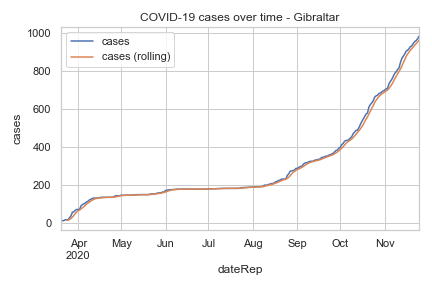 COVID-19 cases over time - Gibraltar
cases
cases (rolling)
1000
800
600
400
200
0
cases
Apr May Jun Jul Aug Sep Oct Nov
2020
dateRep